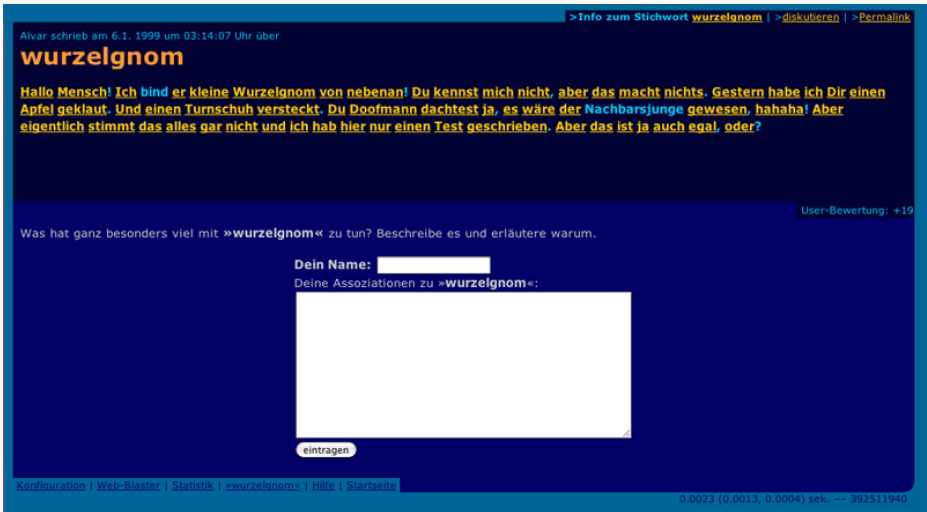 >Info zum Stichwort wurzelgnom | >diskutieren | >Permalink
Alvar schrieb am 6.1. 1999 um 03:14:07 Uhr über
wurzelgnom
Hallo Mensch! Ich bind er kleine Wurzelgnom von nebenan! Du kennst mich nicht, aber das macht nichts. Gestern habe ich Dir einen
Apfel geklaut. Und einen Turnschuh versteckt. Du Doofmann dachtest ja, es wäre der Nachbarsjunge gewesen, hahaha! Aber
eigentlich stimmt das alles gar nicht und ich hab hier nur einen Test geschrieben. Aber das ist ja auch egal, oder?
User-Bewertung: +19
Was hat ganz besonders viel mit »wurzelgnom« zu tun? Beschreibe es und erläutere warum.
Dein Name:
Deine Assoziationen zu »wurzelgnom«:
eintragen
Konfiguration | Web-Blaster | Statistik | »wurzelgnom« | Hilfe | Startseite
0.0023 (0.0013, 0.0004) sek. –– 392511940